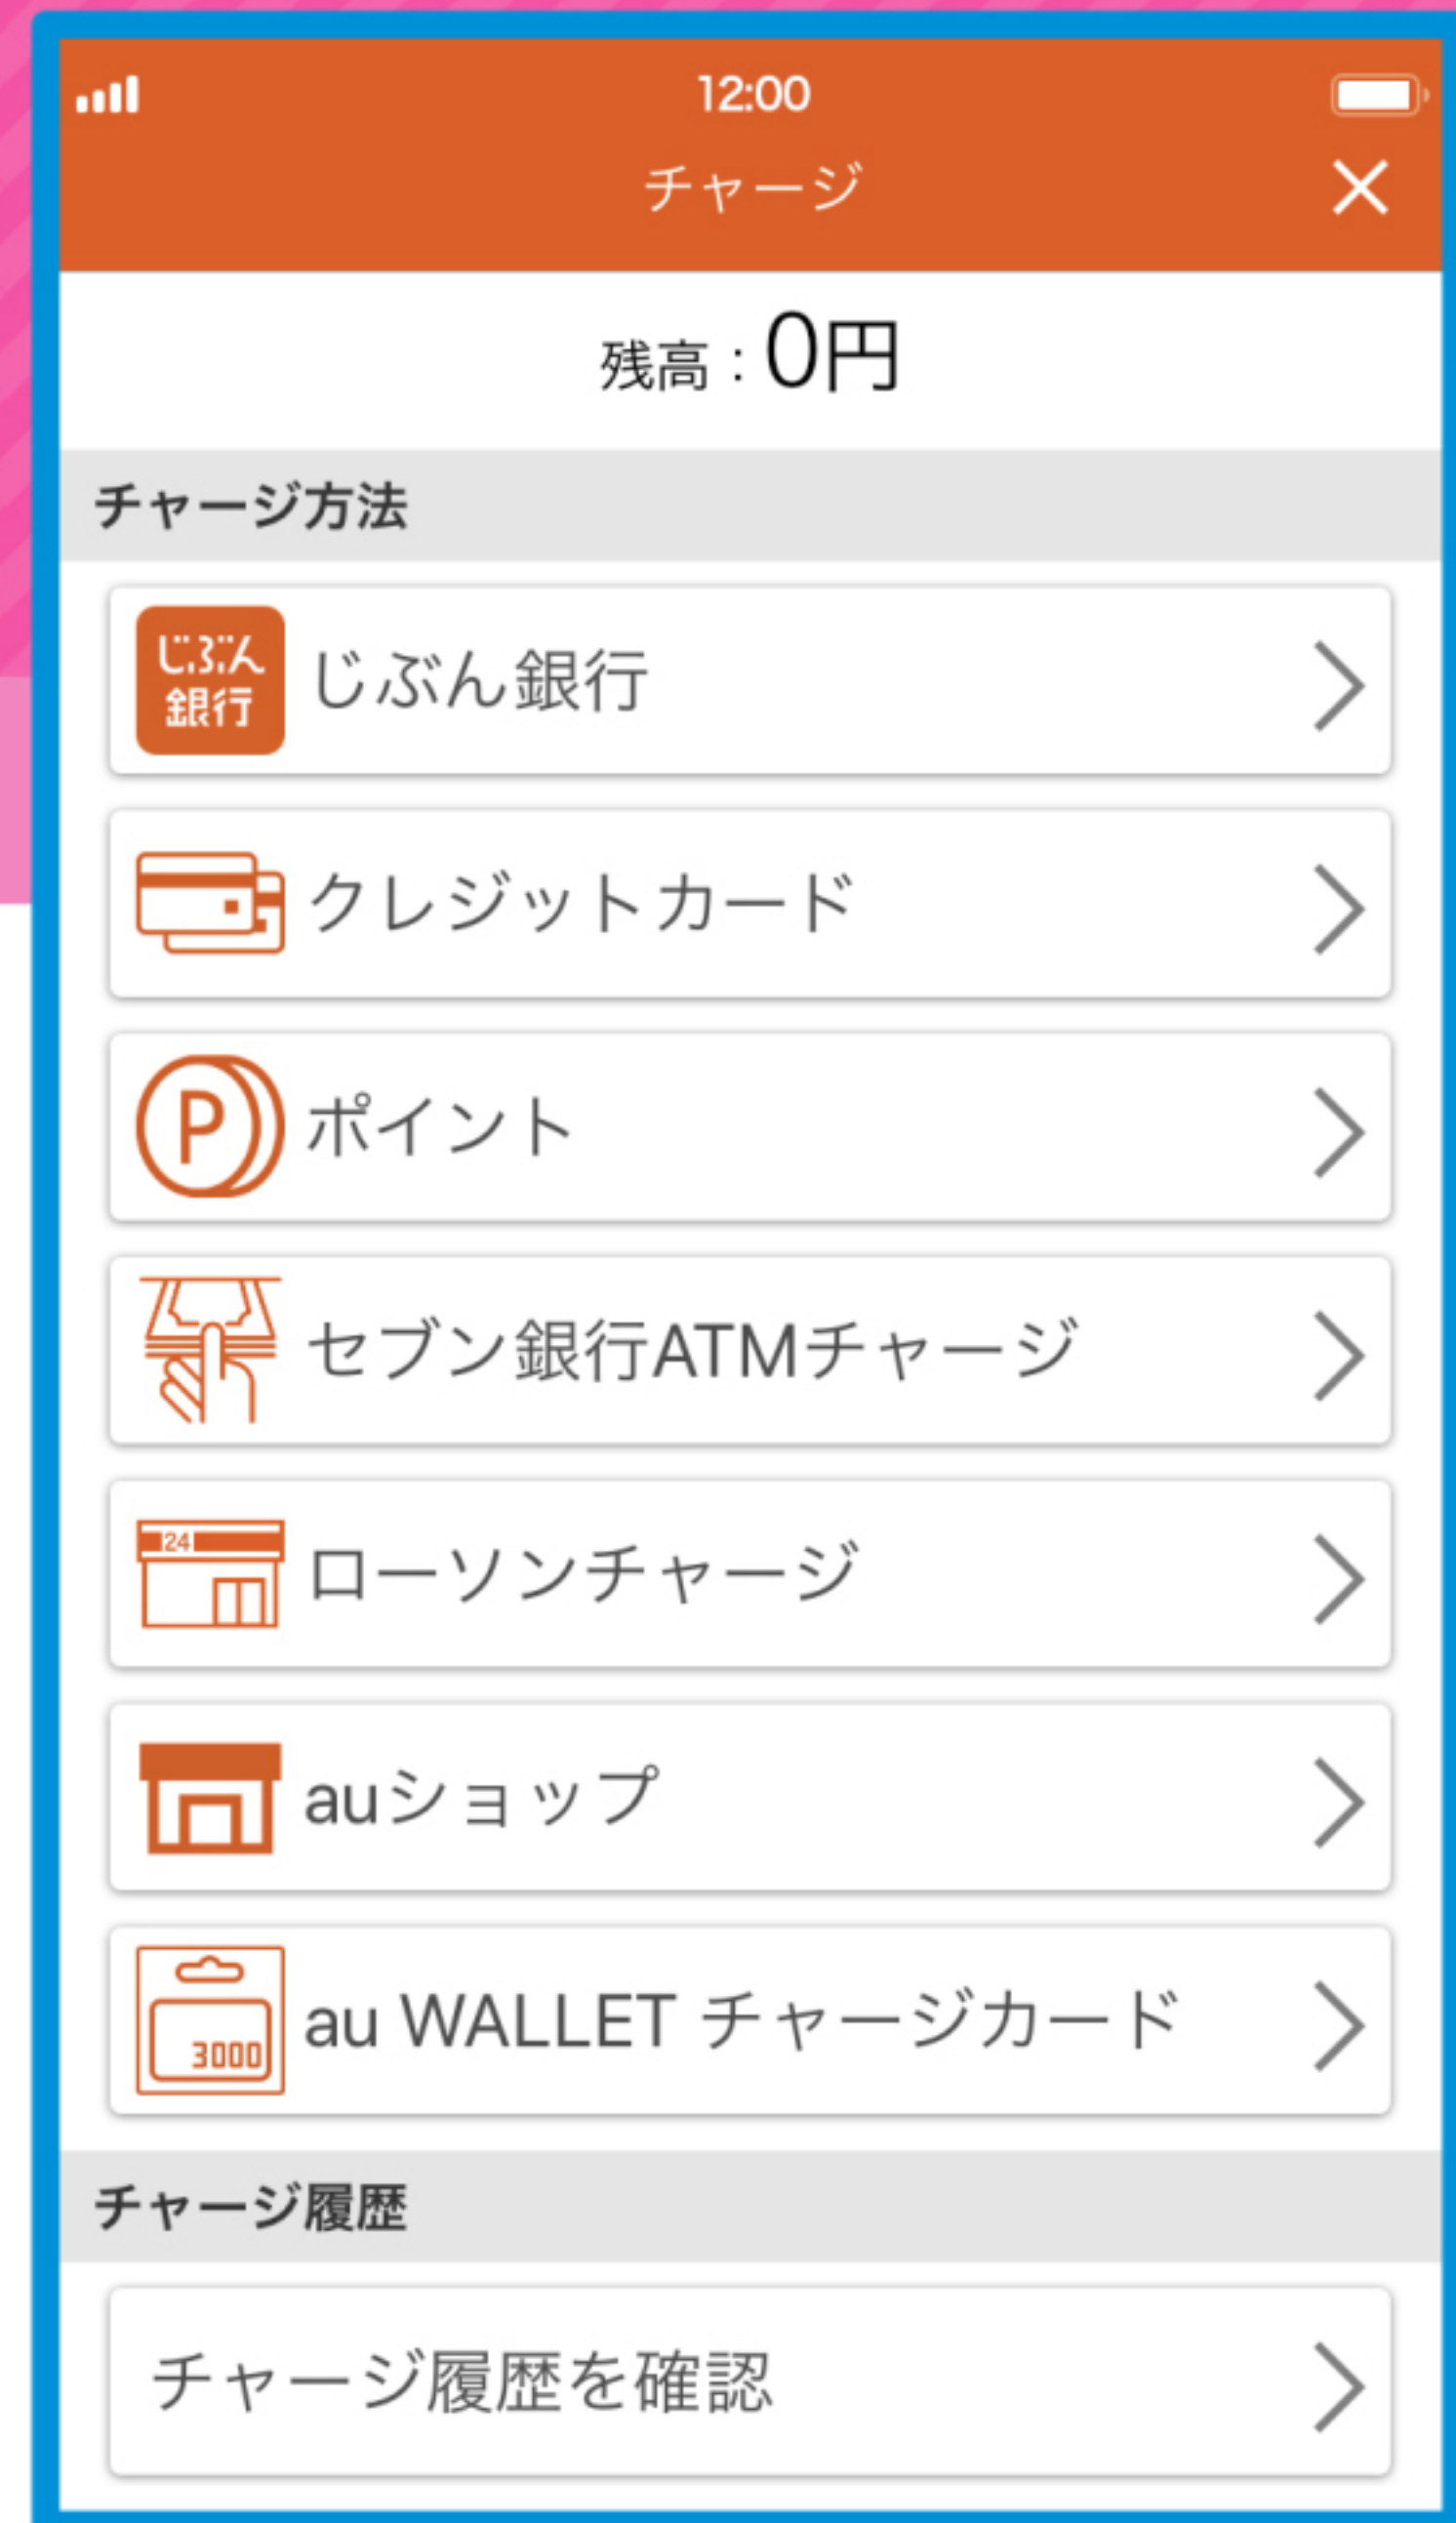 12:00
チャージ
残高：0円
チャージ方法
じぶん
銀行
じぶん銀行
クレジットカード
P
ポイント
セブン銀行ATMチャージ
24
ローソンチャージ
auショップ
3000
au WALLET チャージカード
チャージ履歴
チャージ履歴を確認